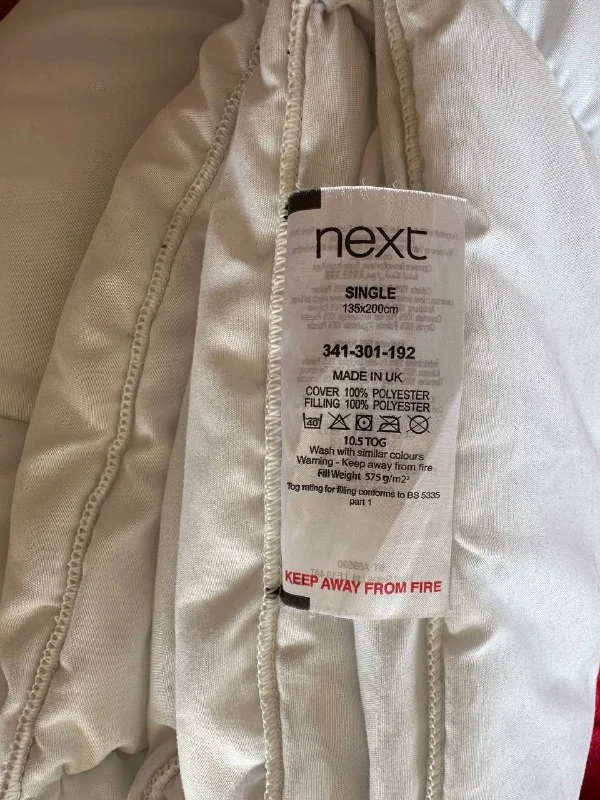 next
SINGLE
135x200cm
341-301-192
MADE IN UK
COVER 100% POLYESTER
FILLING 100% POLYESTER
40
10.5 TOG
Wash with similar colours
Warning - Keep away from fire
Fill Weight 575 g/m²
Tog rating for filling conforms to BS 5335
part 1
KEEP AWAY FROM FIRE